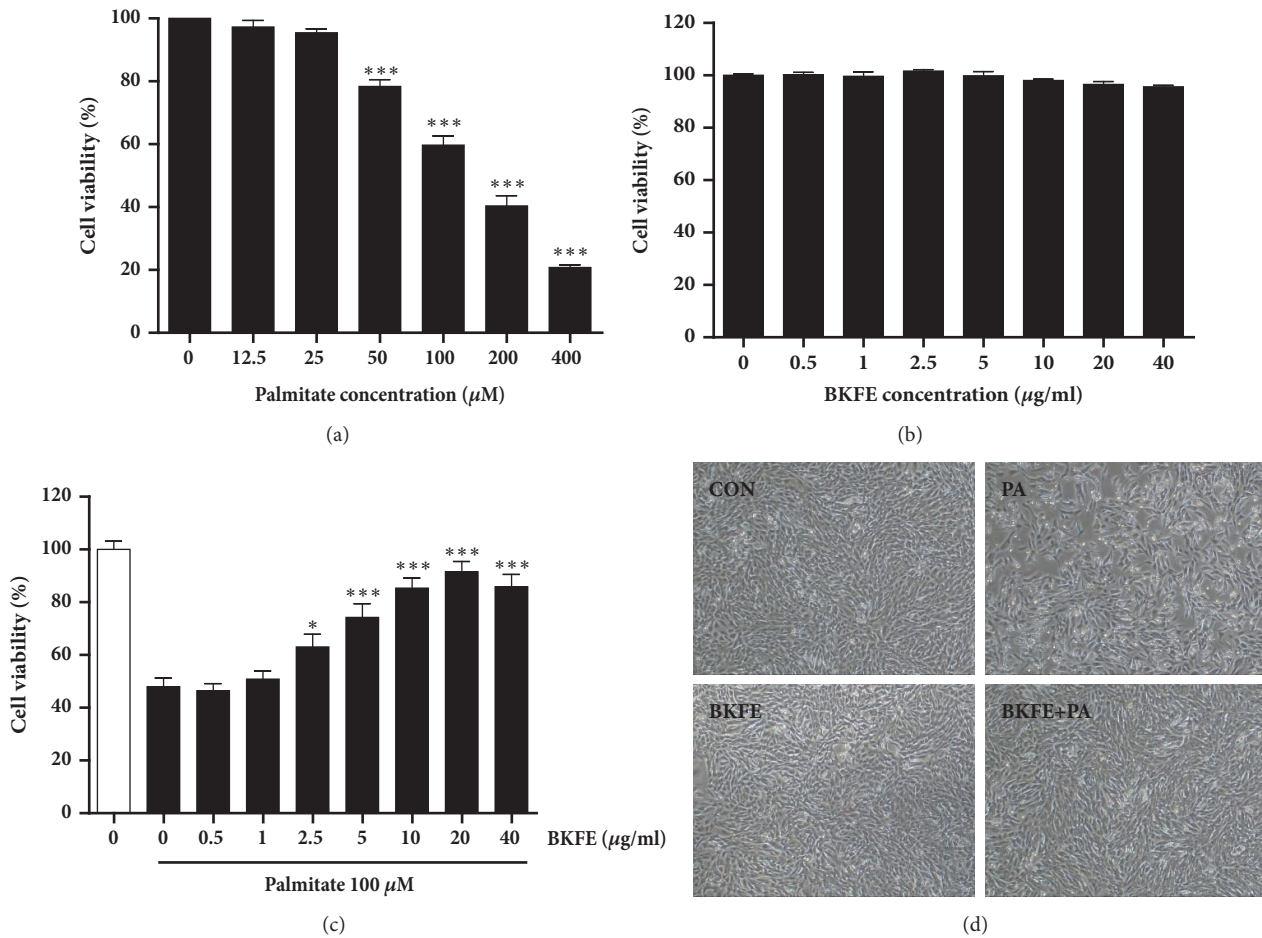 100
80
60
40
20
0
Cell viability (%)
***
***
***
***
0 12.5 25 50 100 200 400
Palmitate concentration (μM)
(a)
120
100
80
60
40
20
0
Cell viability (%)
0 0.5 1 2.5 5 10 20 40
BKFE concentration (μg/ml)
(b)
120
100
80
60
40
20
0
Cell viability (%)
*
***
***
***
***
0 0 0.5 1 2.5 5 10 20 40 BKFE (μg/ml)
Palmitate 100 μM
(c)
CON
PA
BKFE
BKFE+PA
(d)